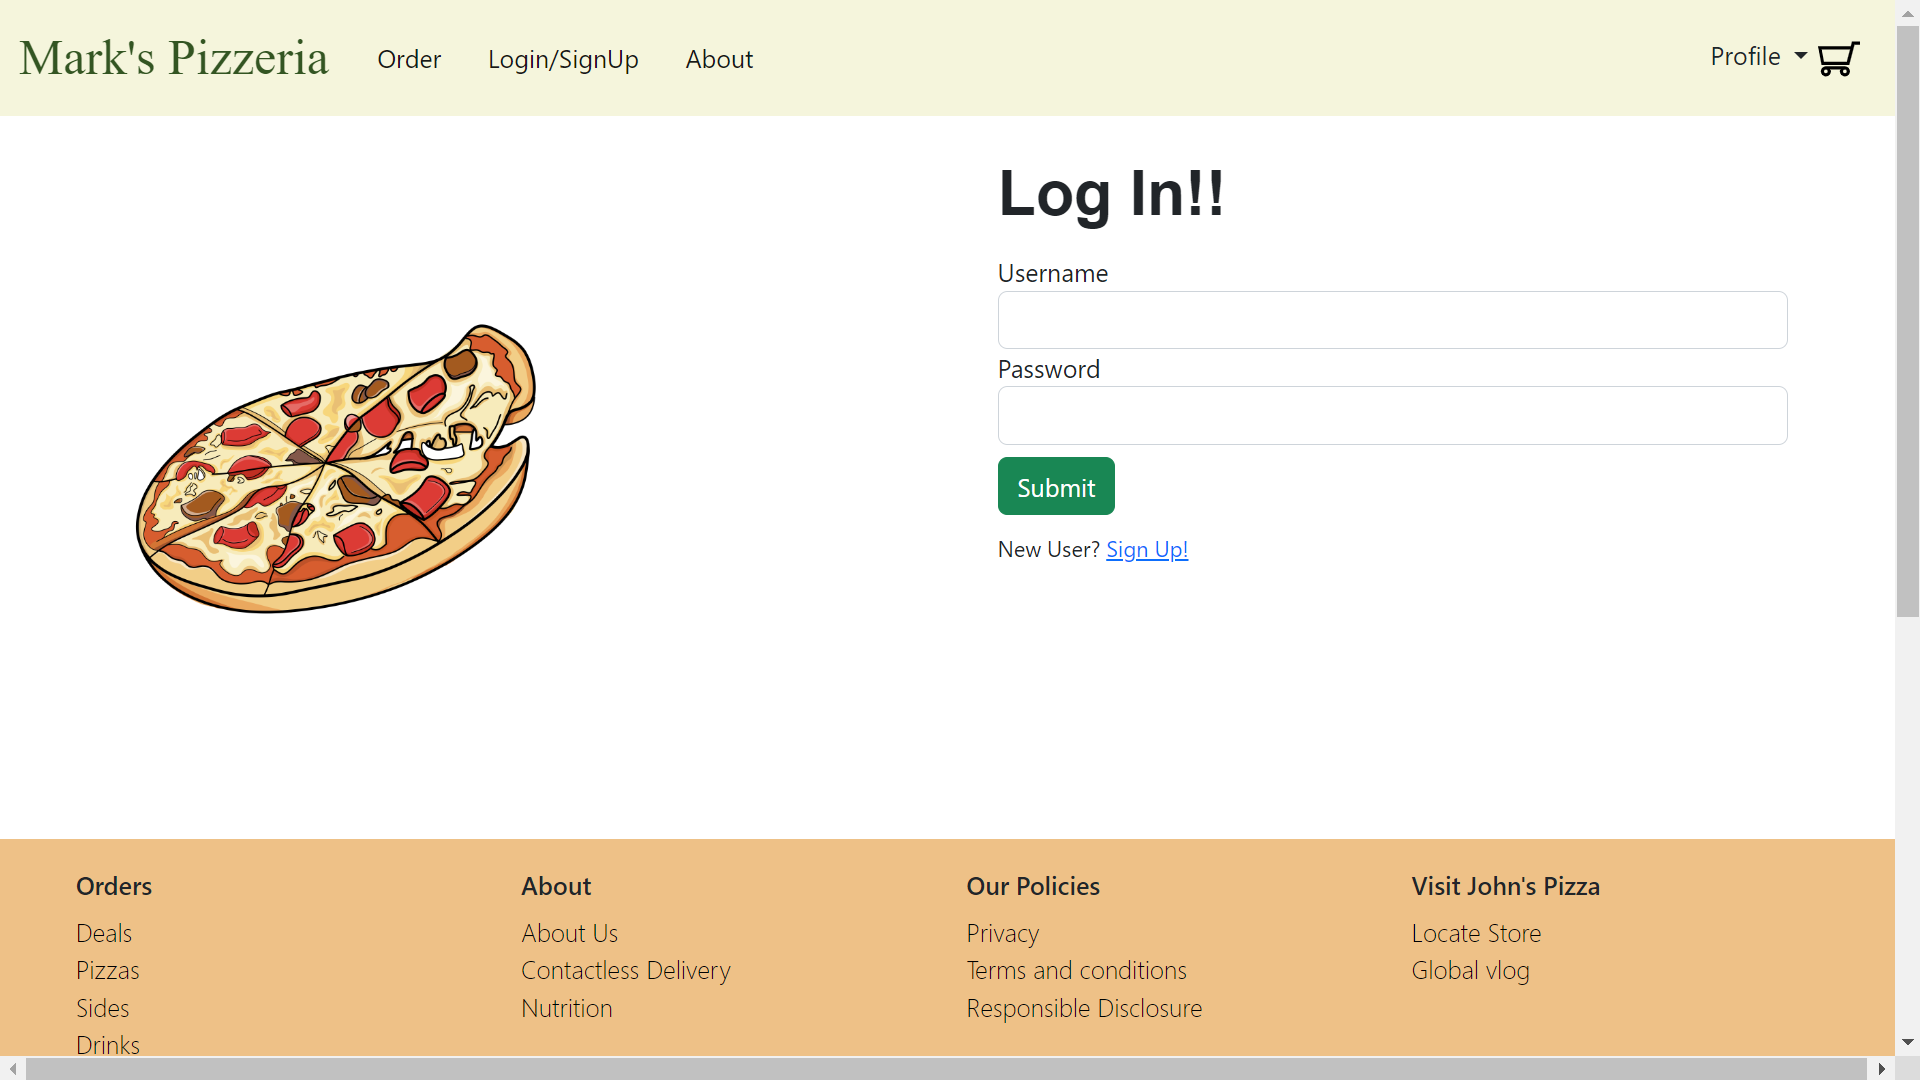 Mark's Pizzeria
Order
Login/SignUp
About
Profile
Log In!!
Username
Password
Submit
New User? Sign Up!
Orders
Deals
Pizzas
Sides
Drinks
About
About Us
Contactless Delivery
Nutrition
Our Policies
Privacy
Terms and conditions
Responsible Disclosure
Visit John's Pizza
Locate Store
Global vlog